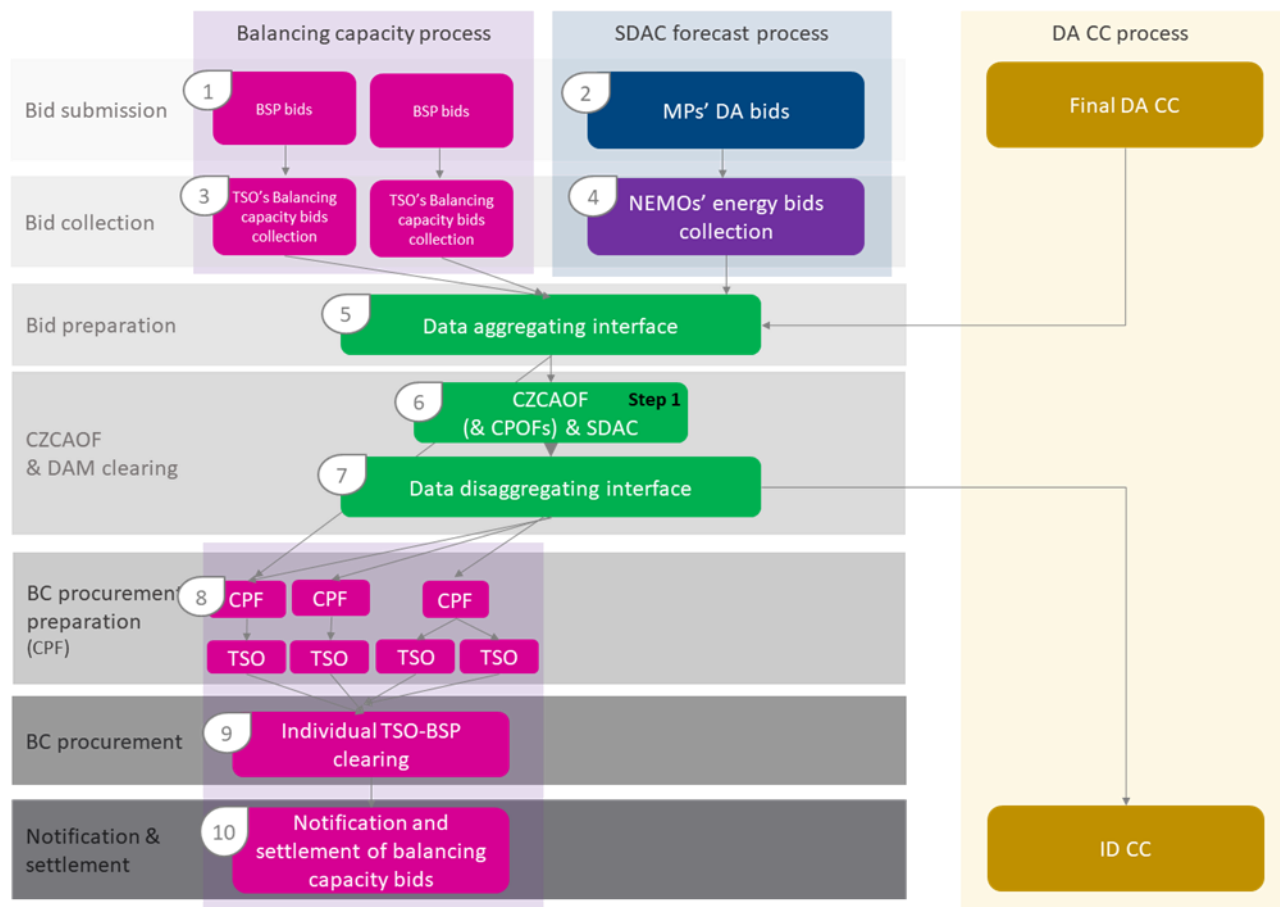 Balancing capacity process
SDAC forecast process
DA CC process
Bid submission
1
BSP bids
BSP bids
2
MPs' DA bids
Final DA CC
Bid collection
3
TSO's Balancing
capacity bids
collection
TSO's Balancing
capacity bids
collection
4
NEMOs' energy bids
collection
Bid preparation
5
Data aggregating interface
CZCAOF
& DAM clearing
6
CZCAOF
Step 1
(& CPOFs) & SDAC
7
Data disaggregating interface
BC procurement
preparation
(CPF)
8
CPF
CPF
CPF
TSO
TSO
TSO
TSO
BC procurement
9
Individual TSO-BSP
clearing
Notification &
settlement
10
Notification and
settlement of balancing
capacity bids
ID CC